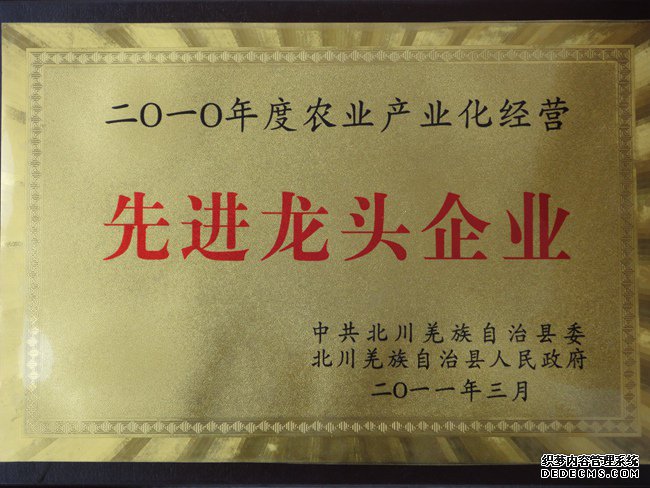 二〇一〇年度农业产业化经营
先进龙头企业
中共北川羌族自治县委
北川羌族自治县人民政府
二〇一一年三月
织梦内容管理系统
DEDECMS.COM